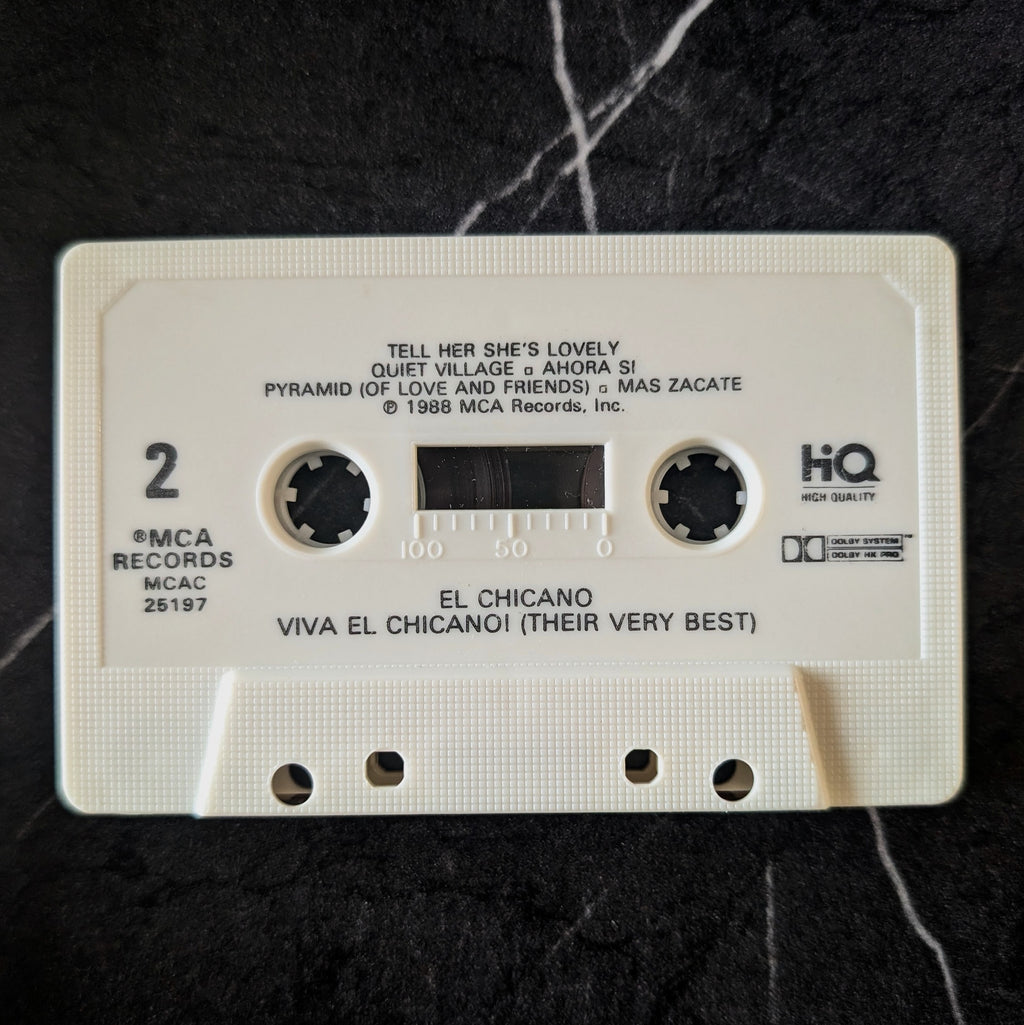 TELL HER SHE'S LOVELY
QUIET VILLAGE ▫ AHORA SI
PYRAMID (OF LOVE AND FRIENDS) ▫ MAS ZACATE
℗ 1988 MCA Records, Inc.
2
®MCA
RECORDS
MCAC
25197
100 50 0
HiQ
HIGH QUALITY
DOLBY SYSTEM™
DOLBY HX PRO
EL CHICANO
VIVA EL CHICANO! (THEIR VERY BEST)